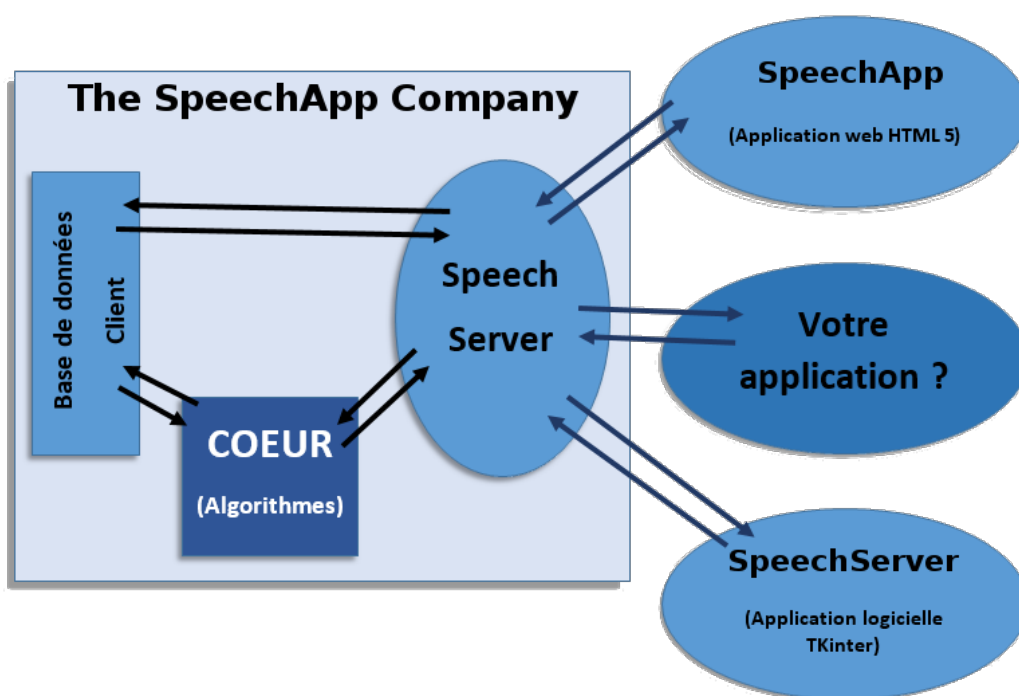 The SpeechApp Company
Base de données
Client
COEUR
(Algorithmes)
Speech
Server
SpeechApp
(Application web HTML 5)
Votre
application ?
SpeechServer
(Application logicielle
TKinter)